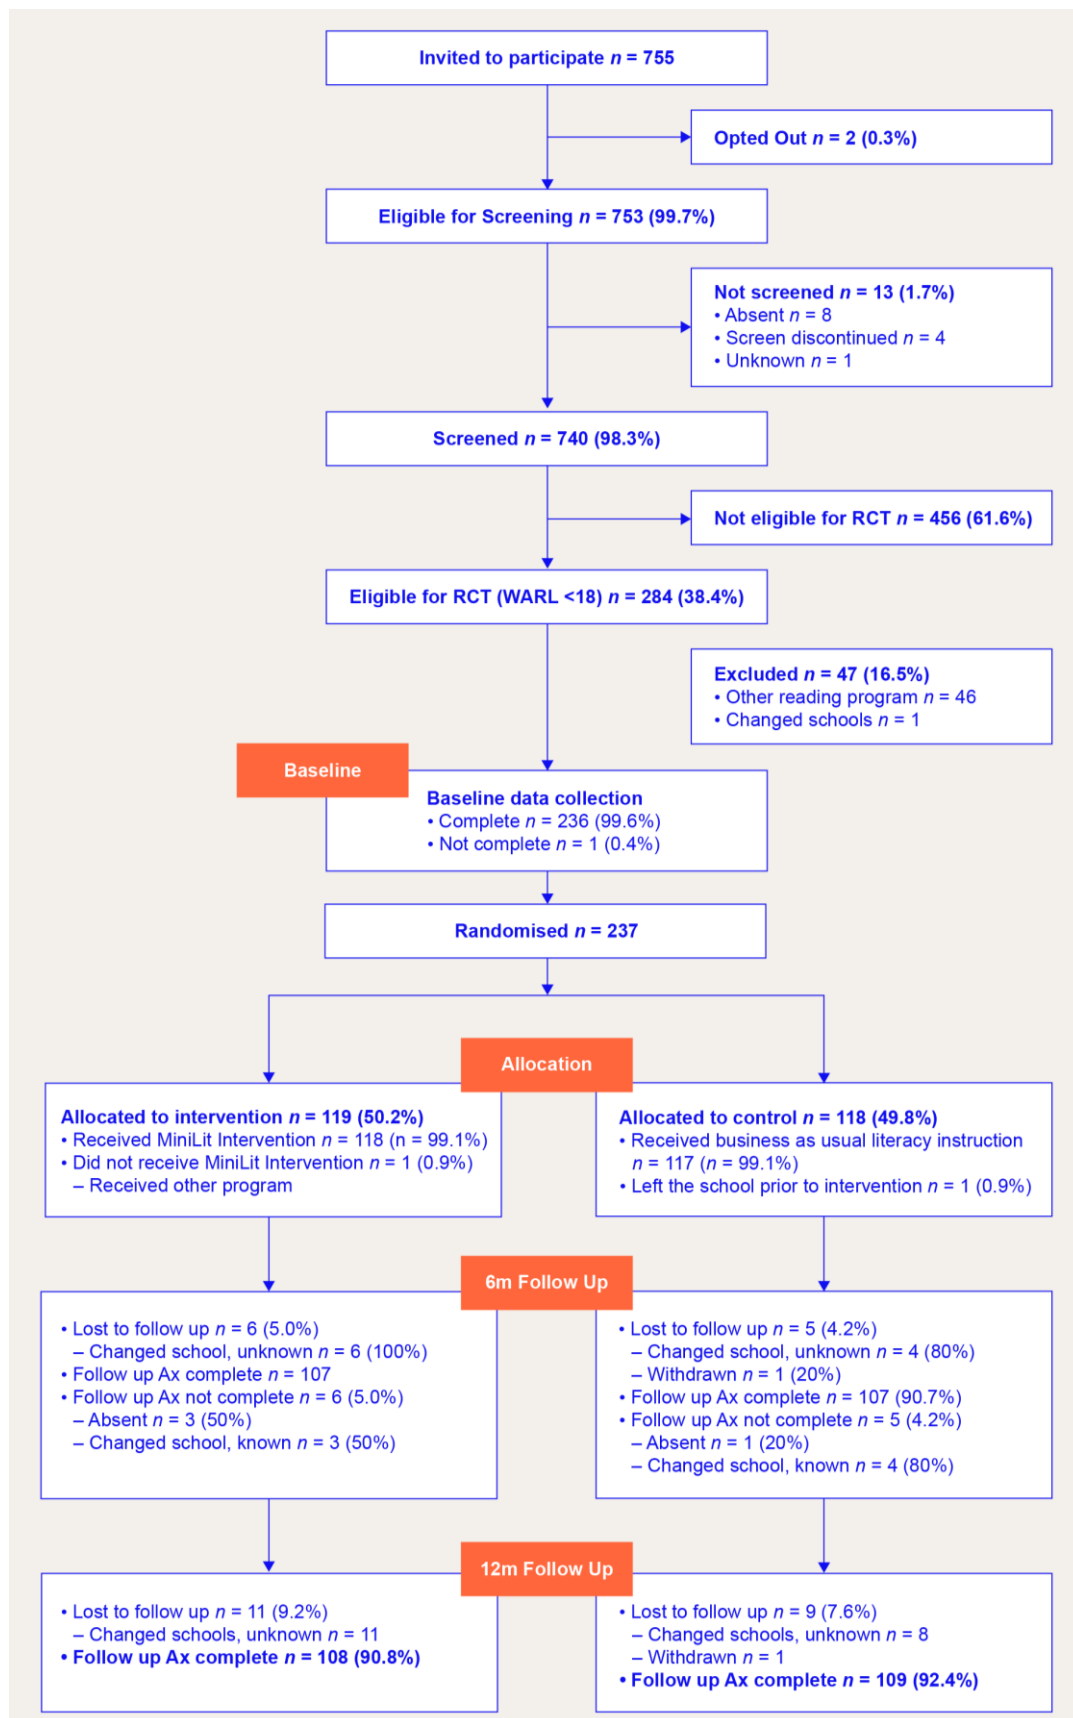 Invited to participate n = 755
Opted Out n = 2 (0.3%)
Eligible for Screening n = 753 (99.7%)
Not screened n = 13 (1.7%)
• Absent n = 8
• Screen discontinued n = 4
• Unknown n = 1
Screened n = 740 (98.3%)
Not eligible for RCT n = 456 (61.6%)
Eligible for RCT (WARL <18) n = 284 (38.4%)
Excluded n = 47 (16.5%)
• Other reading program n = 46
• Changed schools n = 1
Baseline
Baseline data collection
• Complete n = 236 (99.6%)
• Not complete n = 1 (0.4%)
Randomised n = 237
Allocation
Allocated to intervention n = 119 (50.2%)
• Received MiniLit Intervention n = 118 (n = 99.1%)
• Did not receive MiniLit Intervention n = 1 (0.9%)
– Received other program
Allocated to control n = 118 (49.8%)
• Received business as usual literacy instruction
n = 117 (n = 99.1%)
• Left the school prior to intervention n = 1 (0.9%)
6m Follow Up
• Lost to follow up n = 6 (5.0%)
– Changed school, unknown n = 6 (100%)
• Follow up Ax complete n = 107
• Follow up Ax not complete n = 6 (5.0%)
– Absent n = 3 (50%)
– Changed school, known n = 3 (50%)
• Lost to follow up n = 5 (4.2%)
– Changed school, unknown n = 4 (80%)
– Withdrawn n = 1 (20%)
• Follow up Ax complete n = 107 (90.7%)
• Follow up Ax not complete n = 5 (4.2%)
– Absent n = 1 (20%)
– Changed school, known n = 4 (80%)
12m Follow Up
• Lost to follow up n = 11 (9.2%)
– Changed schools, unknown n = 11
• Follow up Ax complete n = 108 (90.8%)
• Lost to follow up n = 9 (7.6%)
– Changed schools, unknown n = 8
– Withdrawn n = 1
• Follow up Ax complete n = 109 (92.4%)